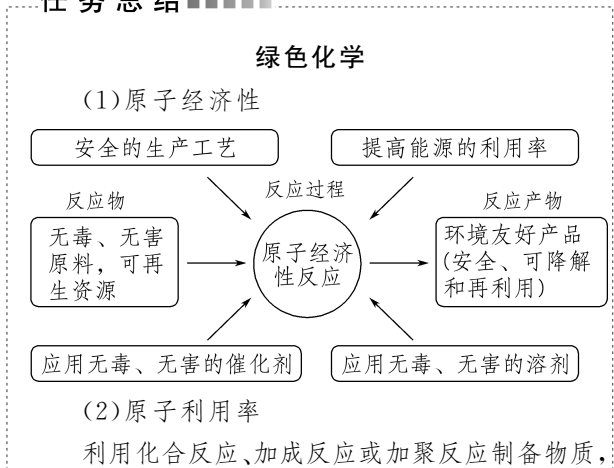 任务总结
绿色化学
(1)原子经济性
安全的生产工艺
提高能源的利用率
反应物
反应过程
反应产物
无毒、无害
原料，可再
生资源
原子经济
性反应
环境友好产品
(安全、可降解
和再利用)
应用无毒、无害的催化剂
应用无毒、无害的溶剂
(2)原子利用率
利用化合反应、加成反应或加聚反应制备物质，